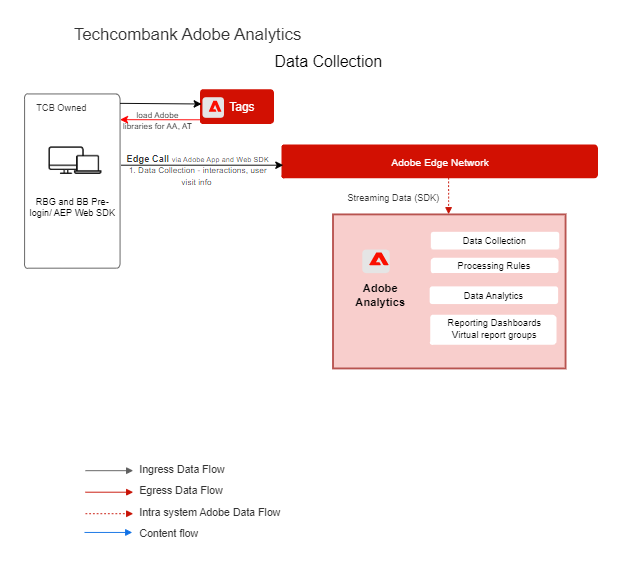 Techcombank Adobe Analytics
Data Collection
TCB Owned
Tags
load Adobe
libraries for AA, AT
Edge Call via Adobe App and Web SDK
1. Data Collection - interactions, user
visit info
Adobe Edge Network
RBG and BB Pre-
login/ AEP Web SDK
Streaming Data (SDK)
Adobe
Analytics
Data Collection
Processing Rules
Data Analytics
Reporting Dashboards
Virtual report groups
Ingress Data Flow
Egress Data Flow
Intra system Adobe Data Flow
Content flow